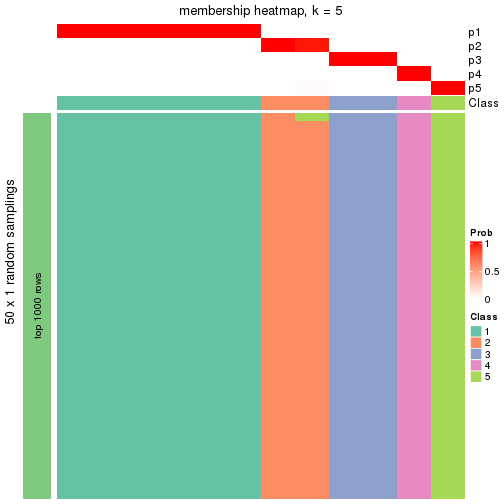 membership heatmap, k = 5
p1
p2
p3
p4
p5
Class
50 x 1 random samplings
top 1000 rows
Prob
1
0.5
0
Class
1
2
3
4
5